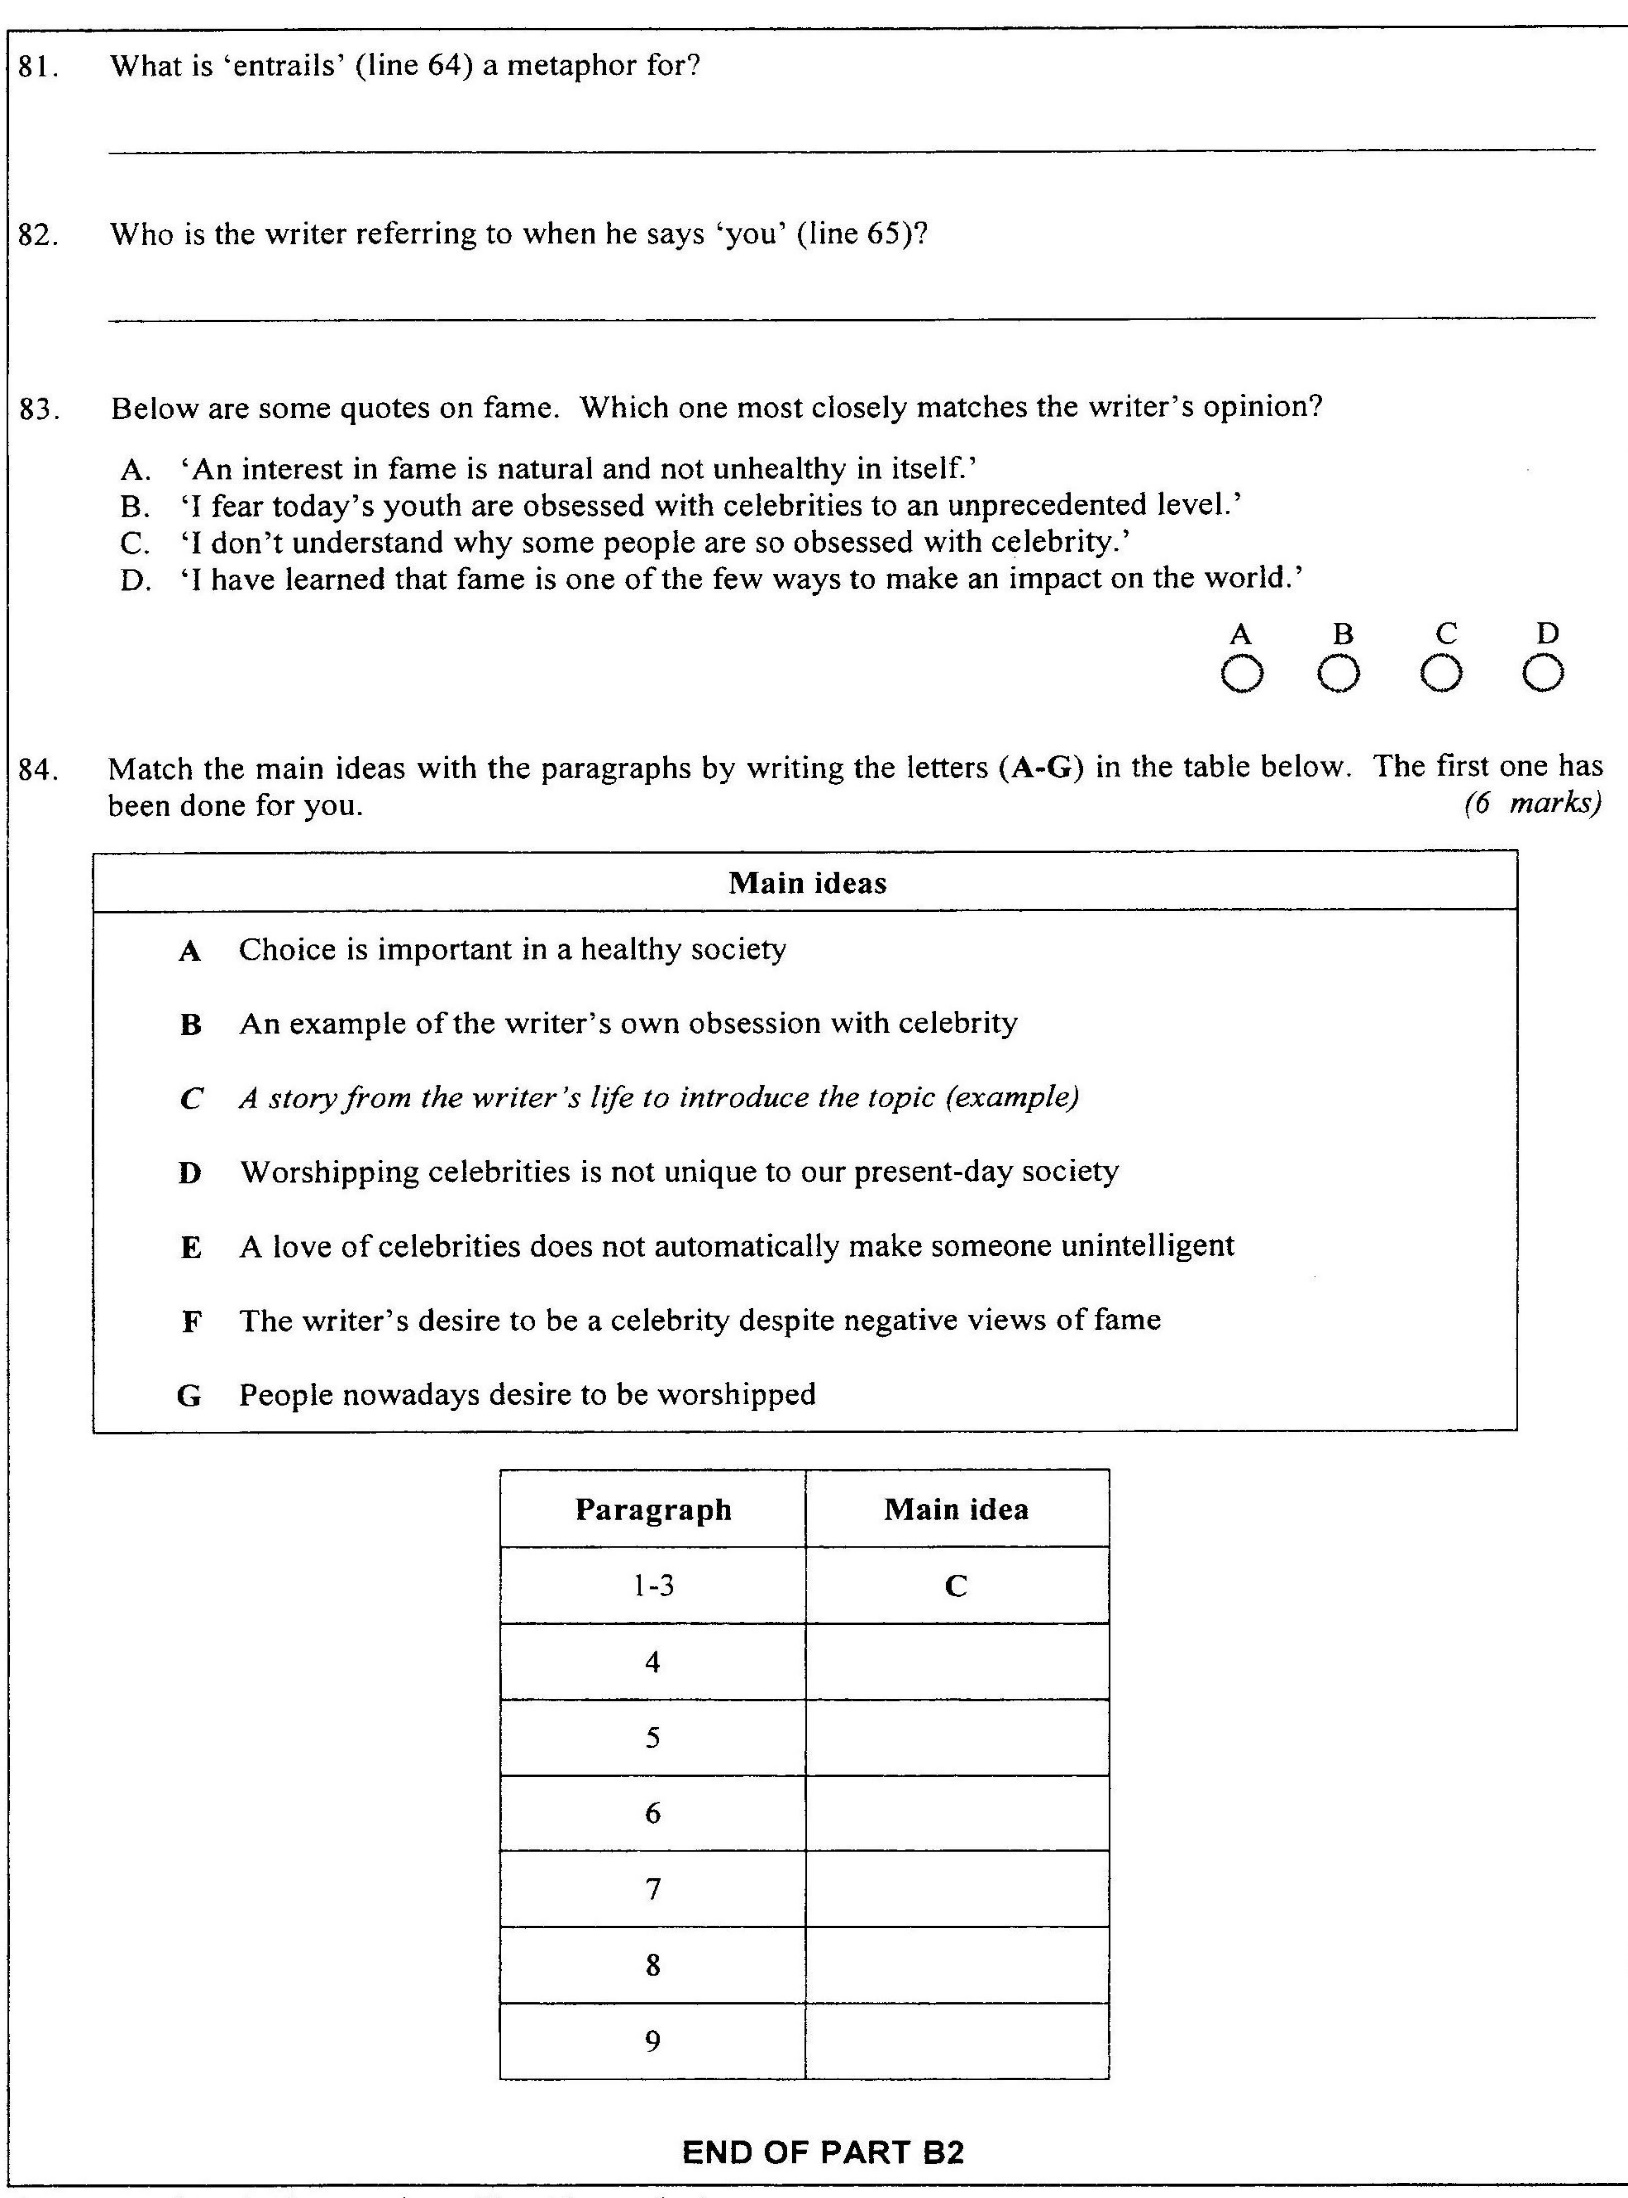 81. What is ‘entrails’ (line 64) a metaphor for?
82. Who is the writer referring to when he says ‘you’ (line 65)?
83. Below are some quotes on fame. Which one most closely matches the writer’s opinion?
A. ‘An interest in fame is natural and not unhealthy in itself.’
B. ‘I fear today’s youth are obsessed with celebrities to an unprecedented level.’
C. ‘I don’t understand why some people are so obsessed with celebrity.’
D. ‘I have learned that fame is one of the few ways to make an impact on the world.’
A B C D
84. Match the main ideas with the paragraphs by writing the letters (A-G) in the table below. The first one has
been done for you. (6 marks)
Main ideas
A Choice is important in a healthy society
B An example of the writer’s own obsession with celebrity
C A story from the writer’s life to introduce the topic (example)
D Worshipping celebrities is not unique to our present-day society
E A love of celebrities does not automatically make someone unintelligent
F The writer’s desire to be a celebrity despite negative views of fame
G People nowadays desire to be worshipped
Paragraph Main idea
1-3 C
4
5
6
7
8
9
END OF PART B2